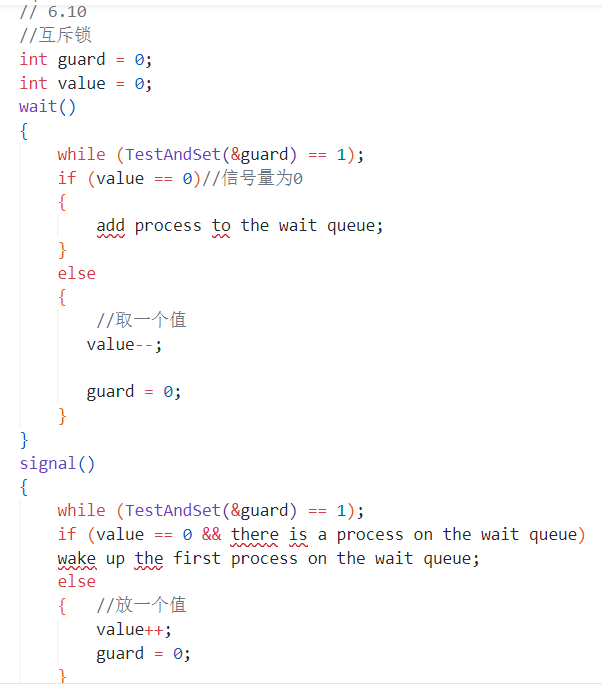 // 6.10
//互斥锁
int guard = 0;
int value = 0;
wait()
{
    while (TestAndSet(&guard) == 1);
    if (value == 0)//信号量为0
    {
        add process to the wait queue;
    }
    else
    {
        //取一个值
       value--;

       guard = 0;
    }
}
signal()
{
    while (TestAndSet(&guard) == 1);
    if (value == 0 && there is a process on the wait queue)
    wake up the first process on the wait queue;
    else
    {   //放一个值
        value++;
        guard = 0;
    }